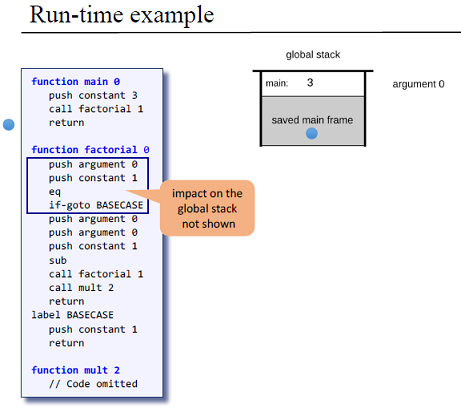 Run-time example
function main 0
push constant 3
call factorial 1
return
function factorial 0
push argument 0
push constant 1
eq
if-goto BASECASE
push argument 0
push argument 0
push constant 1
sub
call factorial 1
call mult 2
return
label BASECASE
push constant 1
return
function mult 2
// Code omitted
impact on the
global stack
not shown
global stack
main: 3
argument 0
saved main frame